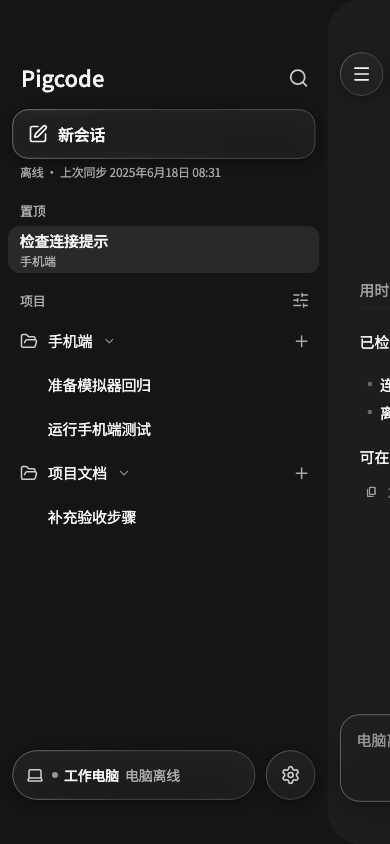 Pigcode
新会话
离线 · 上次同步 2025年6月18日 08:31
置顶
检查连接提示
手机端
项目
手机端
准备模拟器回归
运行手机端测试
项目文档
补充验收步骤
工作电脑 电脑离线
用时
已检
连
离
可在
电脑离